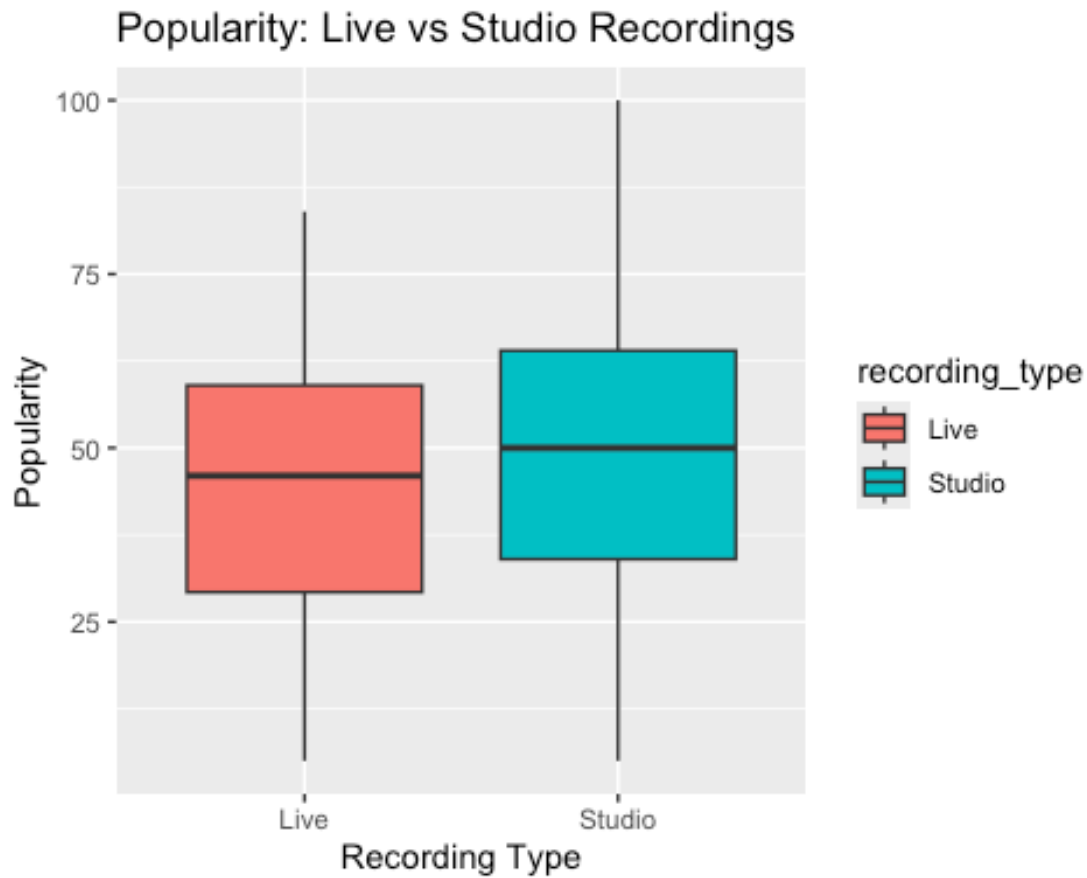 Popularity: Live vs Studio Recordings
100
75
50
25
Popularity
Live
Studio
Recording Type
recording_type
Live
Studio